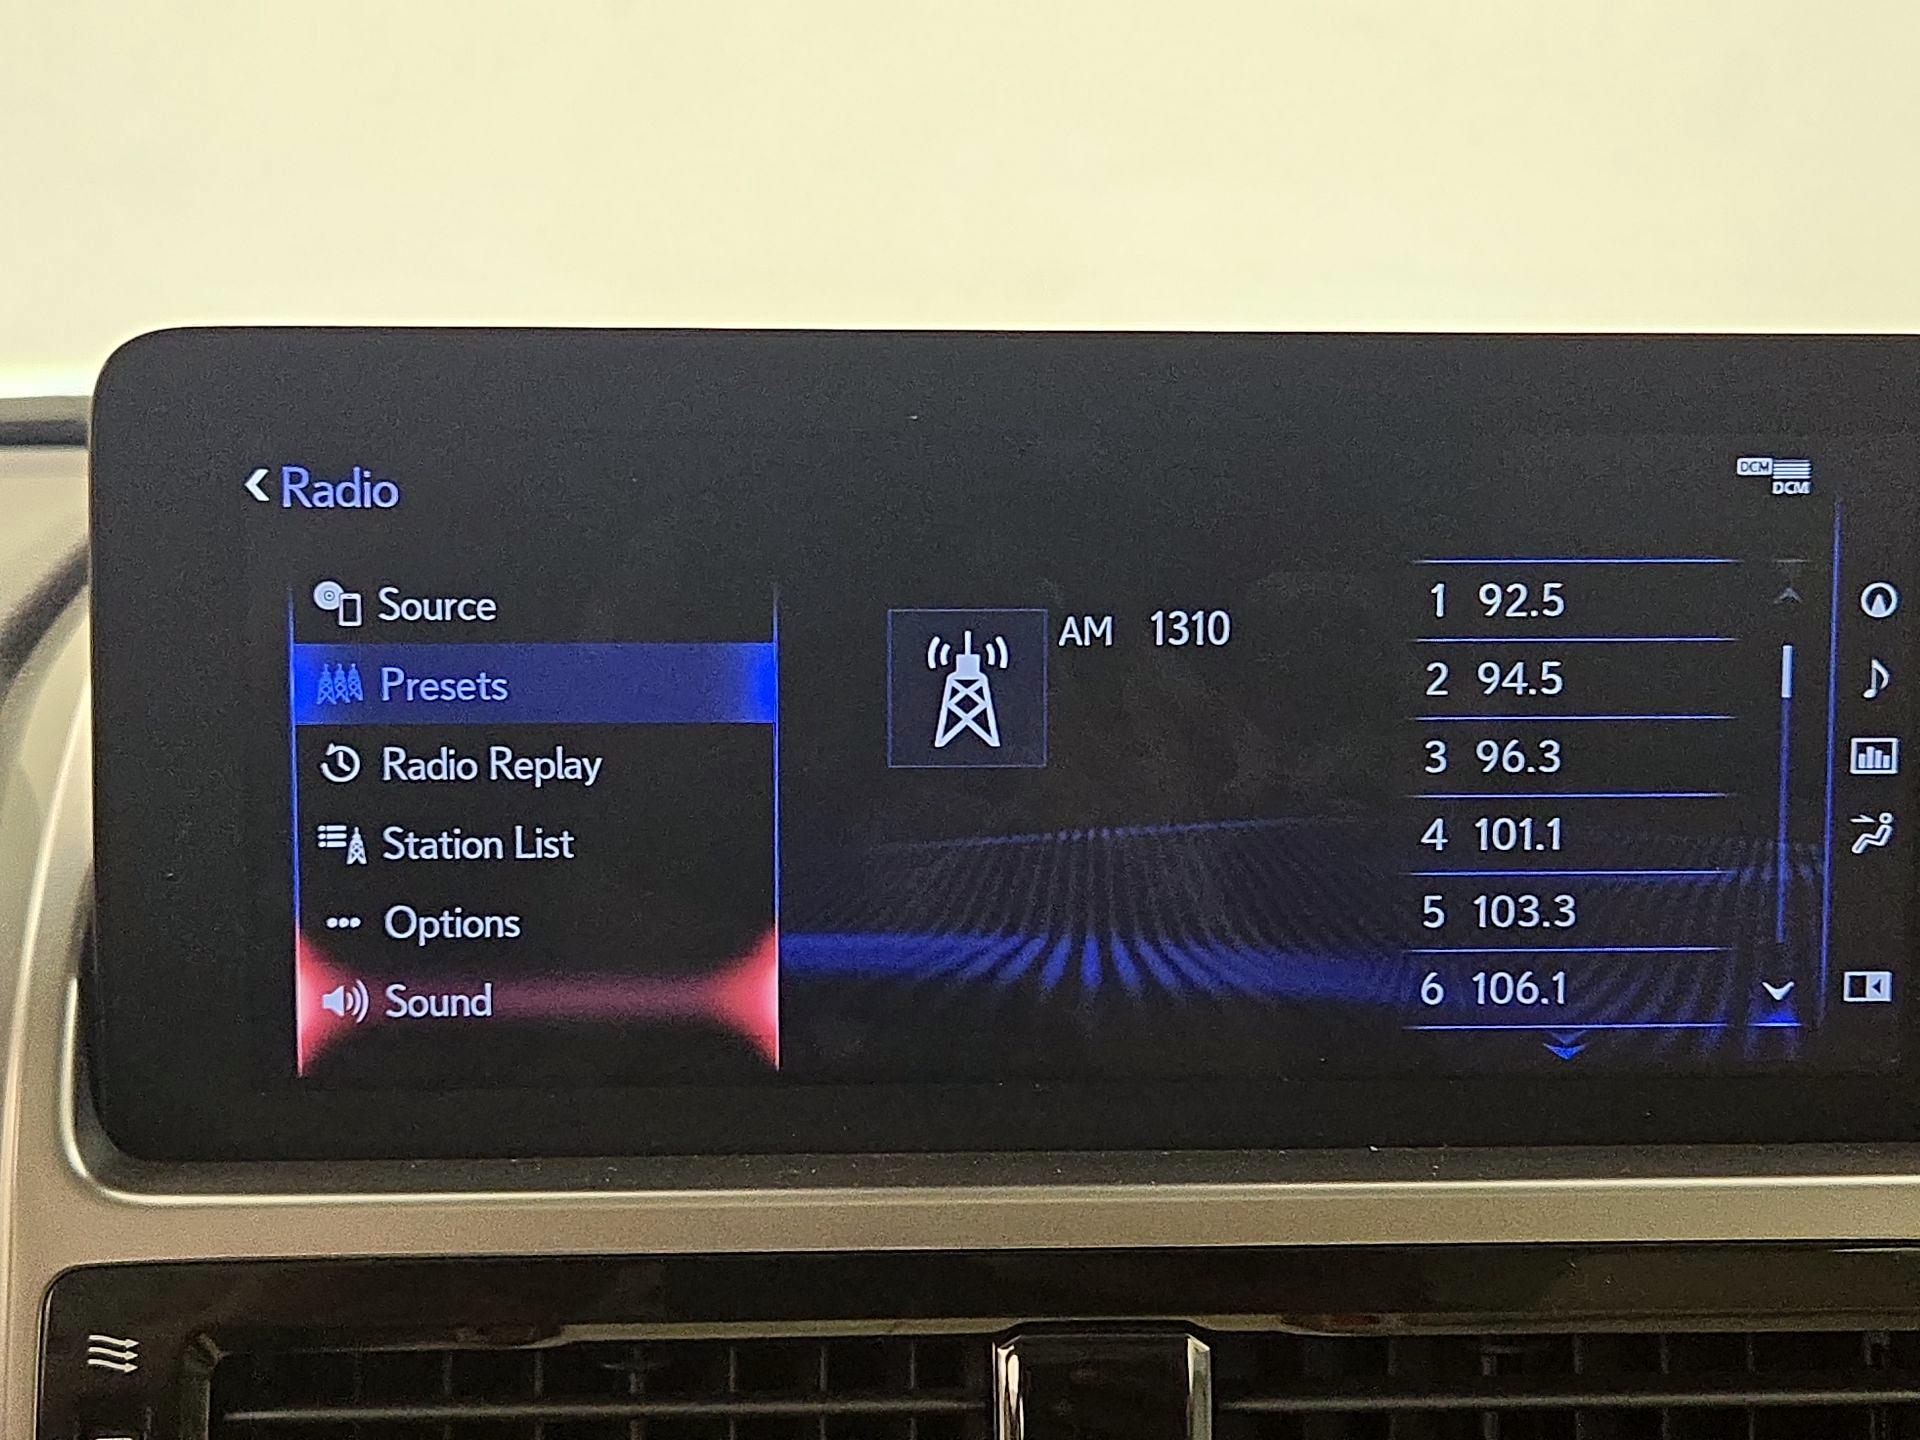 Radio
DCM
DCM
Source
Presets
Radio Replay
Station List
Options
Sound
AM 1310
1 92.5
2 94.5
3 96.3
4 101.1
5 103.3
6 106.1